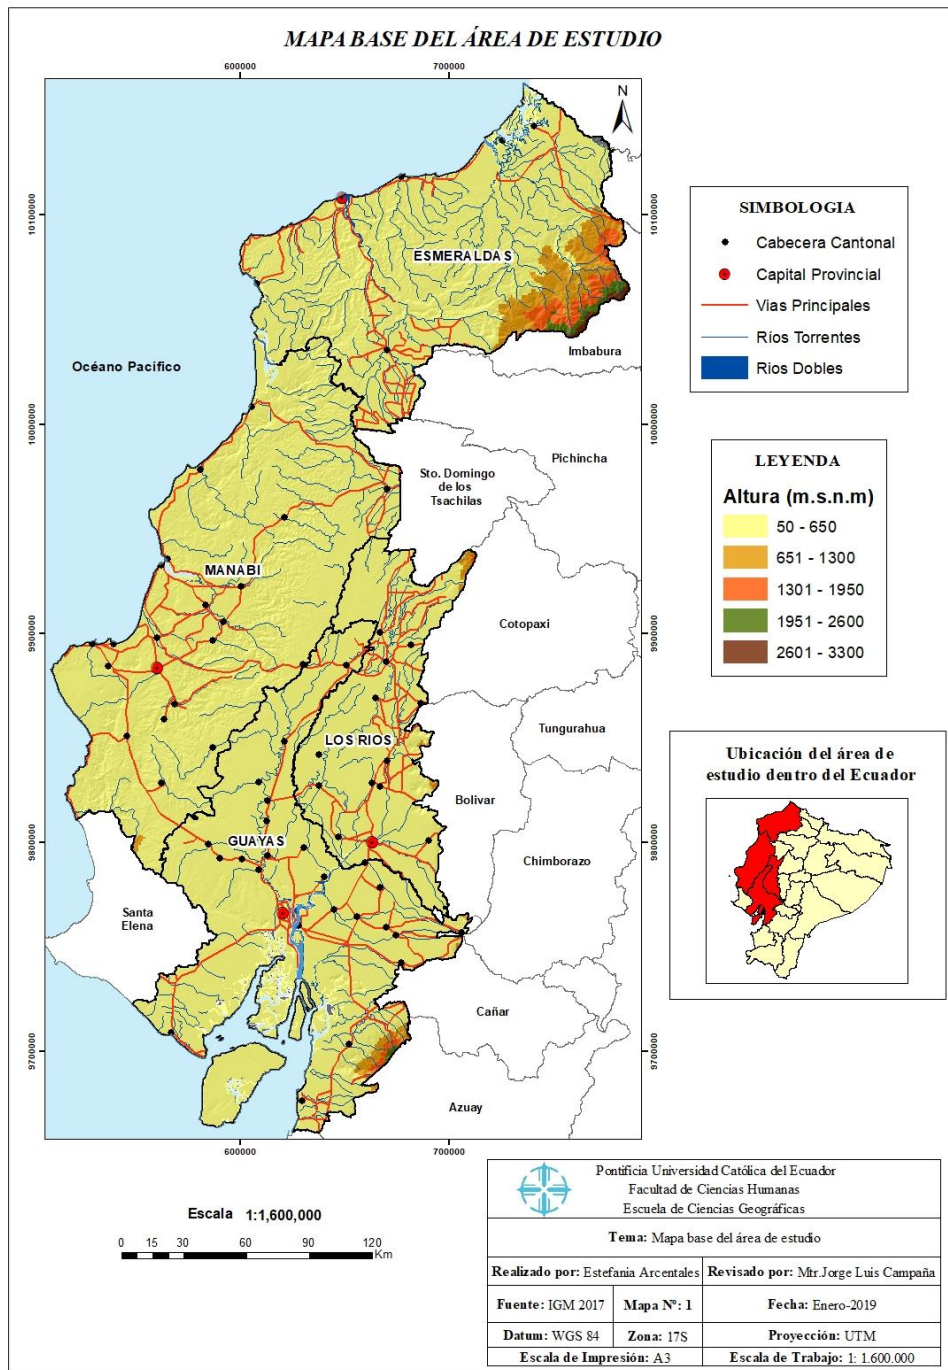 MAPA BASE DEL ÁREA DE ESTUDIO
600000
700000
N
10100000
10100000
ESMERALDAS
Imbabura
Océano Pacífico
10000000
10000000
Pichincha
Sto. Domingo
de los
Tsachilas
MANABI
Cotopaxi
9900000
9900000
Tungurahua
LOS RIOS
Bolivar
GUAYAS
9800000
9800000
Chimborazo
Santa
Elena
Cañar
9700000
9700000
Azuay
600000
700000
SIMBOLOGIA
Cabecera Cantonal
Capital Provincial
Vias Principales
Ríos Torrentes
Rios Dobles
LEYENDA
Altura (m.s.n.m)
50 - 650
651 - 1300
1301 - 1950
1951 - 2600
2601 - 3300
Ubicación del área de
estudio dentro del Ecuador
Escala 1:1,600,000
0 15 30 60 90 120
Km
Pontificia Universidad Católica del Ecuador
Facultad de Ciencias Humanas
Escuela de Ciencias Geográficas
Tema: Mapa base del área de estudio
Realizado por: Estefania Arcentales Revisado por: Mtr.Jorge Luis Campaña
Fuente: IGM 2017 Mapa Nº: 1 Fecha: Enero-2019
Datum: WGS 84 Zona: 17S Proyección: UTM
Escala de Impresión: A3 Escala de Trabajo: 1: 1.600.000